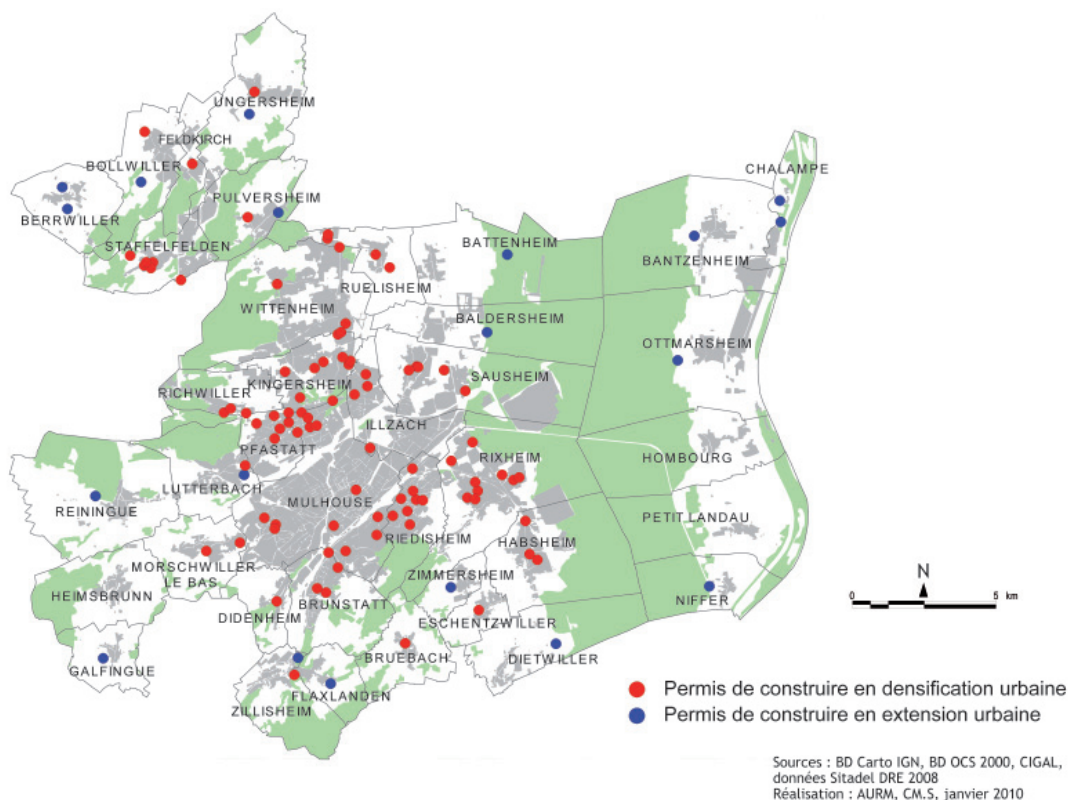 UNGERSHEIM
FELDKIRCH
BOLLWILLER
CHALAMPE
PULVERSHEIM
BERRWILLER
STAFFELFELDEN
BATTENHEIM
BANTZENHEIM
RUELISHEIM
WITTENHEIM
BALDERSHEIM
OTTMARSHEIM
SAUSHEIM
KINGERSHEIM
RICHWILLER
ILLZACH
PFASTATT
RIXHEIM
HOMBOURG
LUTTERBACH
MULHOUSE
REININGUE
PETIT LANDAU
RIEDISHEIM
HABSHEIM
MORSCHWILLER
LE BAS
ZIMMERSHEIM
N
HEIMSBRUNN
NIFFER
0 5 km
BRUNSTATT
DIDENHEIM
ESCHENTZWILLER
BRUEBACH
DIETWILLER
GALFINGUE
FLAXLANDEN
ZILLISHEIM
Permis de construire en densification urbaine
Permis de construire en extension urbaine
Sources : BD Carto IGN, BD OCS 2000, CIGAL,
données Sitadel DRE 2008
Réalisation : AURM, CM.S, janvier 2010